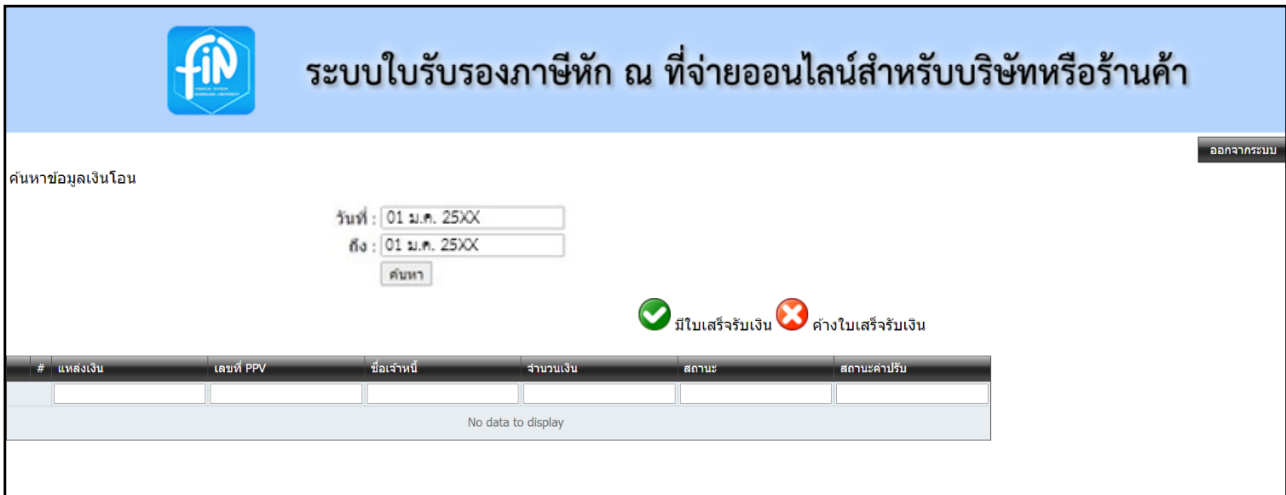 fiN
ระบบใบรับรองภาษีหัก ณ ที่จ่ายออนไลน์สำหรับบริษัทหรือร้านค้า
ออกจากระบบ
ค้นหาข้อมูลเงินโอน
วันที่ : 01 ม.ค. 25XX
ถึง : 01 ม.ค. 25XX
ค้นหา
มีใบเสร็จรับเงิน ค้างใบเสร็จรับเงิน
# แหล่งเงิน เลขที่ PPV ชื่อเจ้าหนี้ จำนวนเงิน สถานะ สถานะค่าปรับ
No data to display